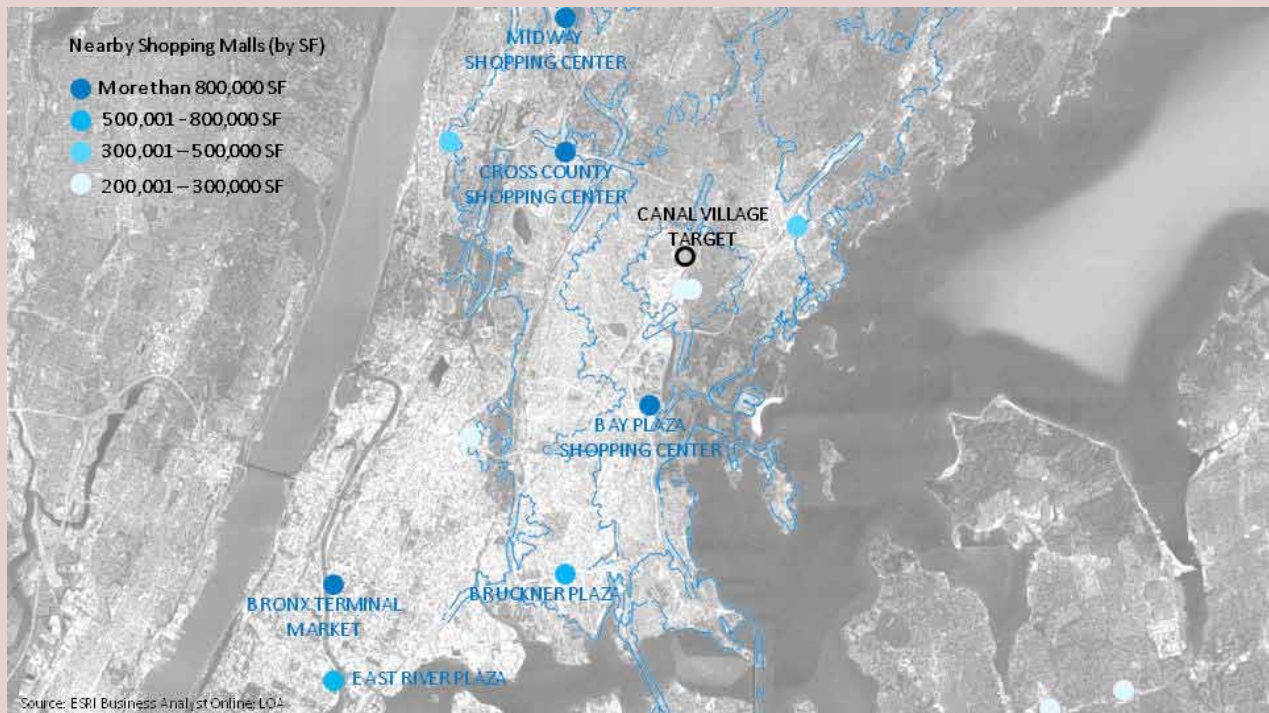 Nearby Shopping Malls (by SF)
More than 800,000 SF
500,001 – 800,000 SF
300,001 – 500,000 SF
200,001 – 300,000 SF
MIDWAY
SHOPPING CENTER
CROSS COUNTY
SHOPPING CENTER
CANAL VILLAGE
TARGET
BAY PLAZA
SHOPPING CENTER
BRUCKNER PLAZA
BRONX TERMINAL
MARKET
EAST RIVER PLAZA
Source: ESRI Business Analyst Online; LOA